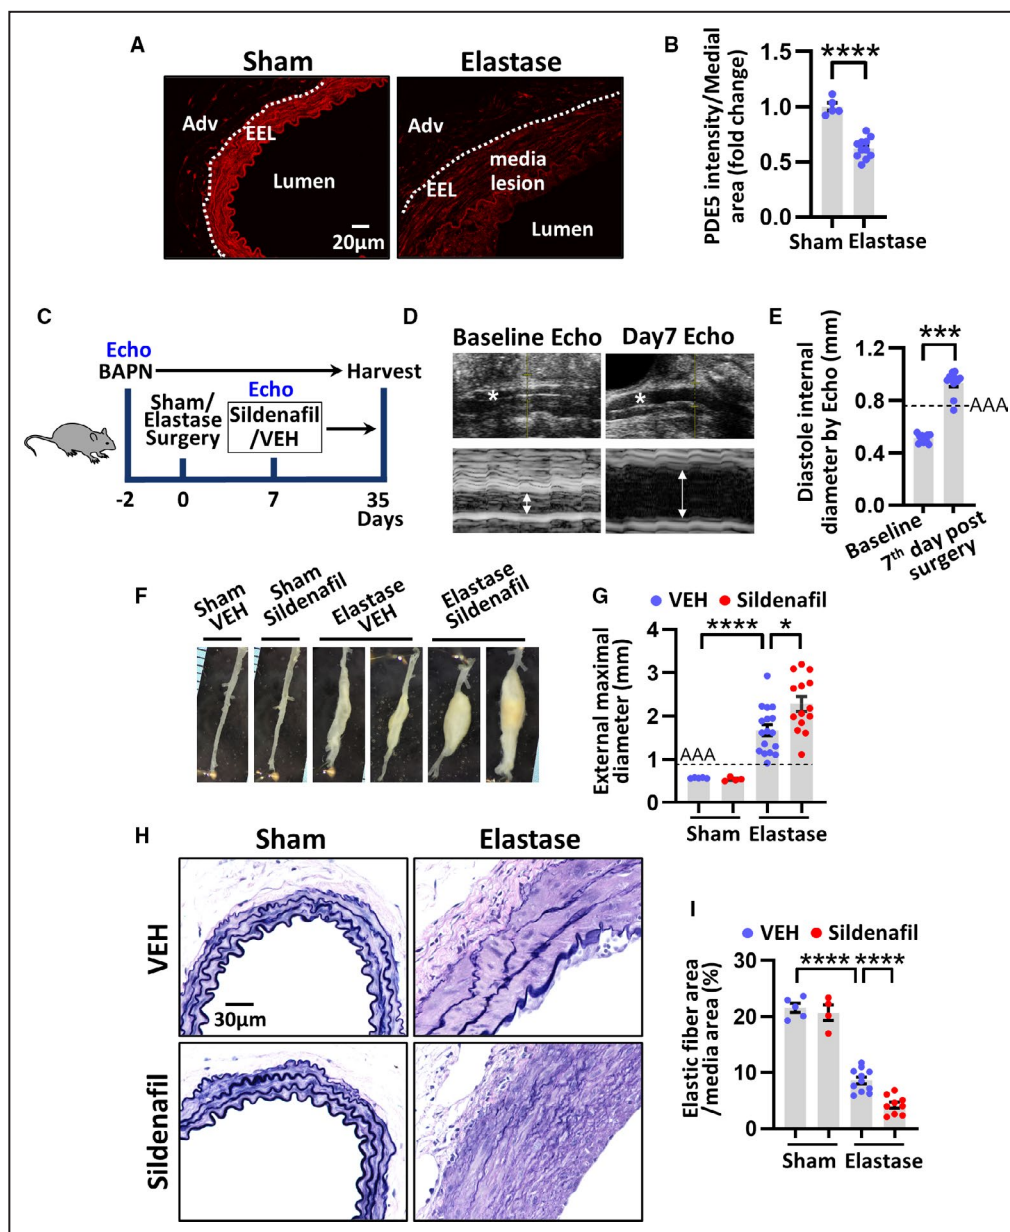 A
Sham
Elastase
Adv
EEL
Lumen
20μm
Adv
EEL
media
lesion
Lumen
B
PDE5 intensity/Medial
area (fold change)
1.5
1.0
0.5
0.0
****
Sham Elastase
C
Echo
BAPN
Harvest
Sham/
Elastase
Surgery
Echo
Sildenafil
/VEH
-2
0
7
35
Days
D
Baseline Echo
Day7 Echo
*
*
E
Diastole internal
diameter by Echo (mm)
1.2
0.8
0.4
0.0
***
AAA
Baseline
7th day post
surgery
F
Sham
VEH
Sham
Sildenafil
Elastase
VEH
Elastase
Sildenafil
G
VEH
Sildenafil
External maximal
diameter (mm)
4
3
2
1
0
****
*
AAA
Sham
Elastase
H
Sham
Elastase
VEH
Sildenafil
30μm
I
VEH
Sildenafil
Elastic fiber area
/media area (%)
30
20
10
0
****
****
Sham
Elastase